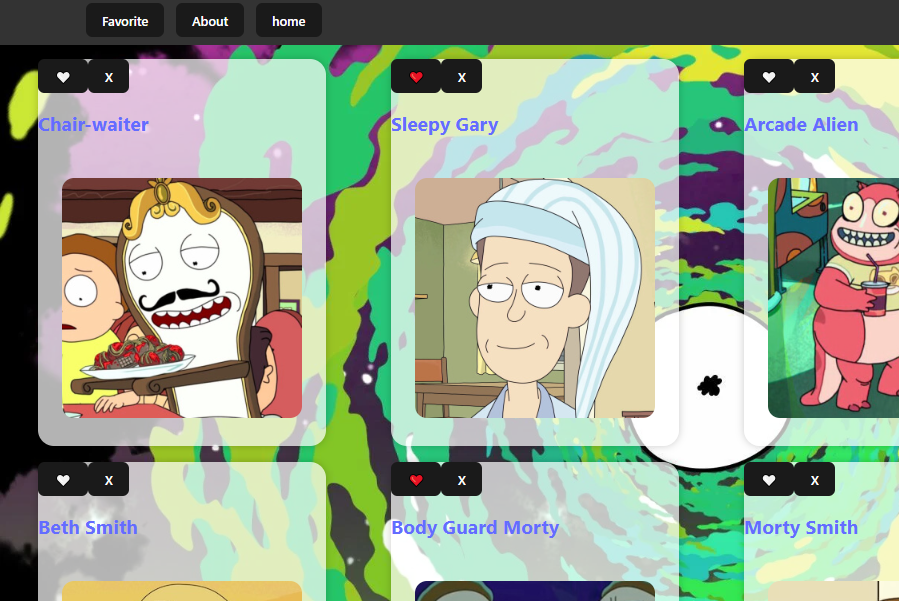 Favorite About home
X X X
Chair-waiter Sleepy Gary Arcade Alien
X X X
Beth Smith Body Guard Morty Morty Smith